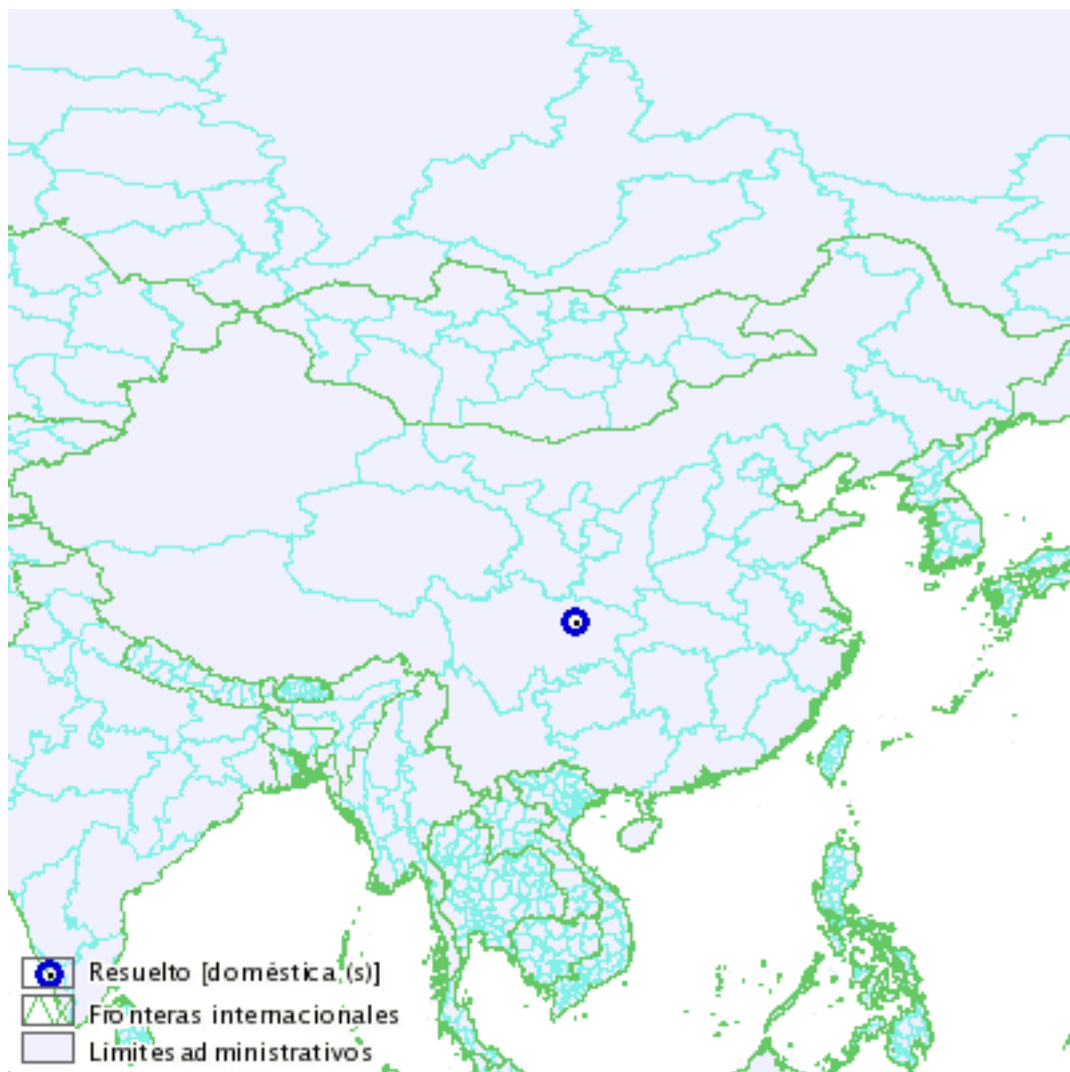 Resuelto [doméstica (s)]
Fronteras internacionales
Límites administrativos